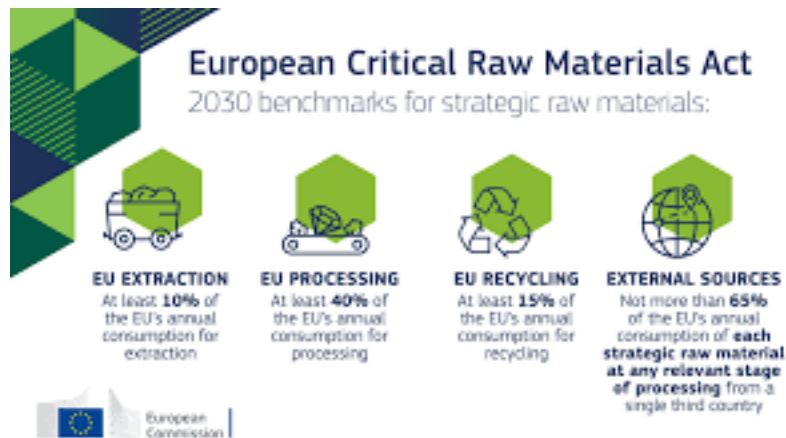 European Critical Raw Materials Act
2030 benchmarks for strategic raw materials:
EU EXTRACTION
At least 10% of
the EU's annual
consumption for
extraction
EU PROCESSING
At least 40% of
the EU's annual
consumption for
processing
EU RECYCLING
At least 15% of
the EU's annual
consumption for
recycling
EXTERNAL SOURCES
Not more than 65%
of the EU's annual
consumption of each
strategic raw material
at any relevant stage
of processing from a
single third country
European
Commission